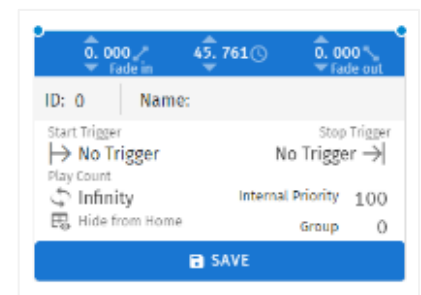 0. 000 45. 761 0. 000
Fade in Fade out
ID: 0 Name:
Start Trigger Stop Trigger
No Trigger No Trigger
Play Count
Infinity Internal Priority 100
Hide from Home Group 0
SAVE